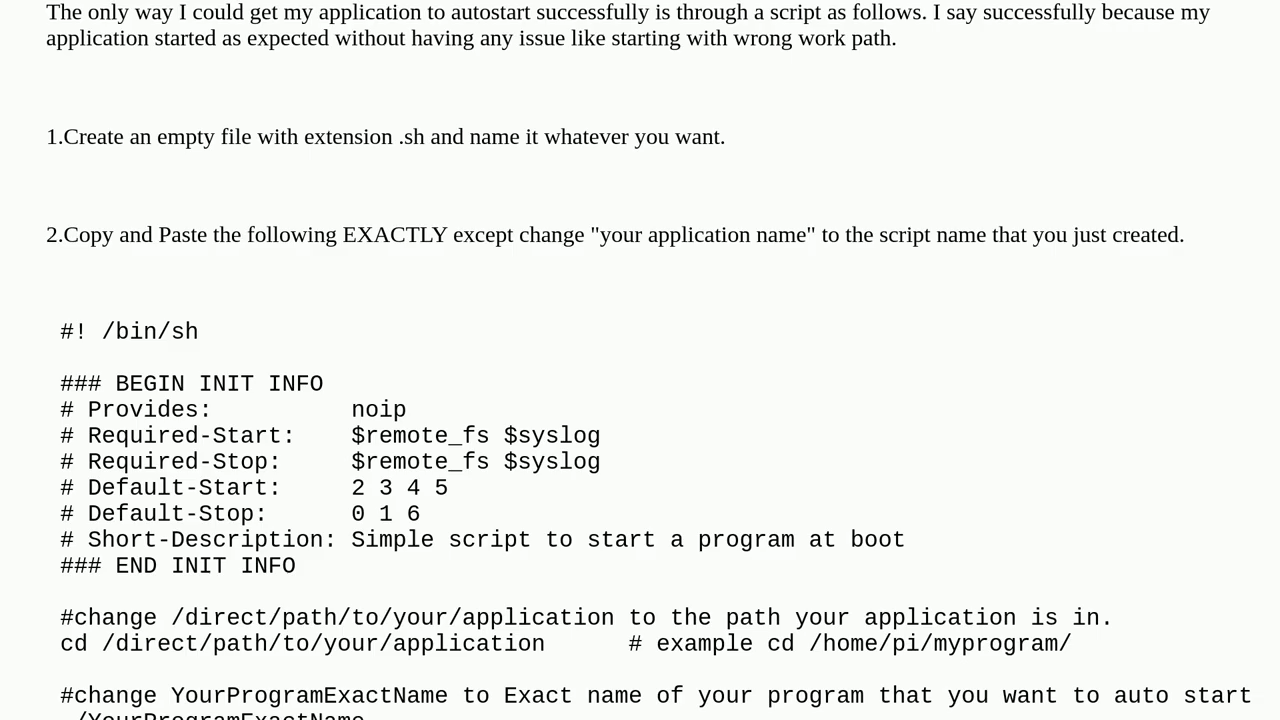 The only way I could get my application to autostart successfully is through a script as follows. I say successfully because my
application started as expected without having any issue like starting with wrong work path.
1.Create an empty file with extension .sh and name it whatever you want.
2.Copy and Paste the following EXACTLY except change "your application name" to the script name that you just created.
#! /bin/sh
### BEGIN INIT INFO
# Provides:          noip
# Required-Start:    $remote_fs $syslog
# Required-Stop:     $remote_fs $syslog
# Default-Start:     2 3 4 5
# Default-Stop:      0 1 6
# Short-Description: Simple script to start a program at boot
### END INIT INFO
#change /direct/path/to/your/application to the path your application is in.
cd /direct/path/to/your/application      # example cd /home/pi/myprogram/
#change YourProgramExactName to Exact name of your program that you want to auto start
./YourProgramExactName